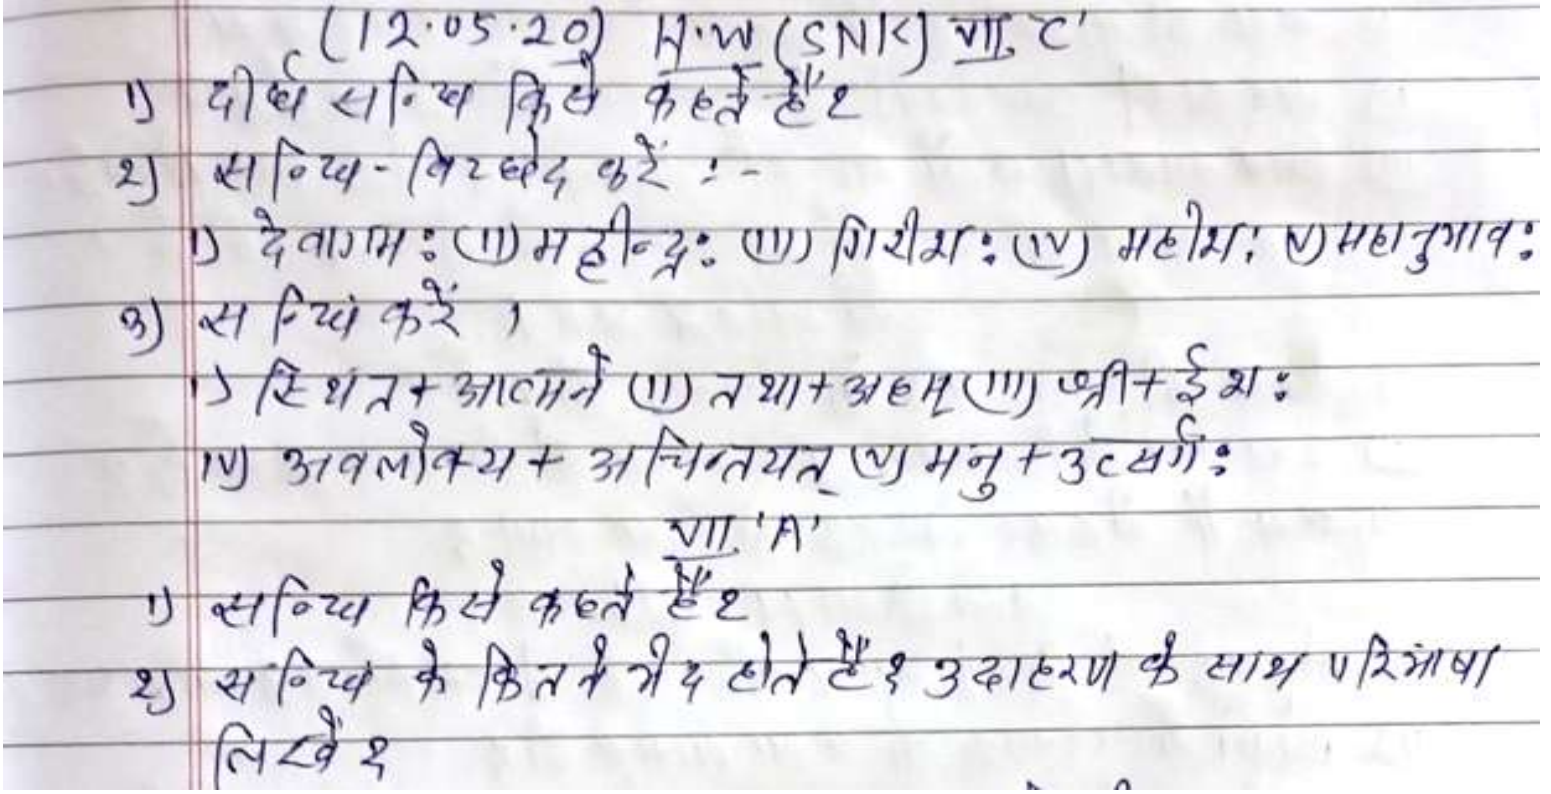 (12.05.20) H.W (SNK) VII. 'C'
1) दीर्घ सन्धि किसे कहते हैं?
2) सन्धि-विच्छेद करें :-
i) देवागमः (ii) महीन्द्रः (iii) गिरीशः (iv) महीशः (v) महानुभावः
3) सन्धि करें ।
i) स्थित + आत्मने (ii) तथा + अहम् (iii) श्री + ईशः
iv) अवलोक्य + अचिन्तयत् (v) मनु + उत्सर्गः
VII. 'A'
1) सन्धि किसे कहते हैं?
2) सन्धि के कितने भेद होते हैं? उदाहरण के साथ परिभाषा
लिखें?